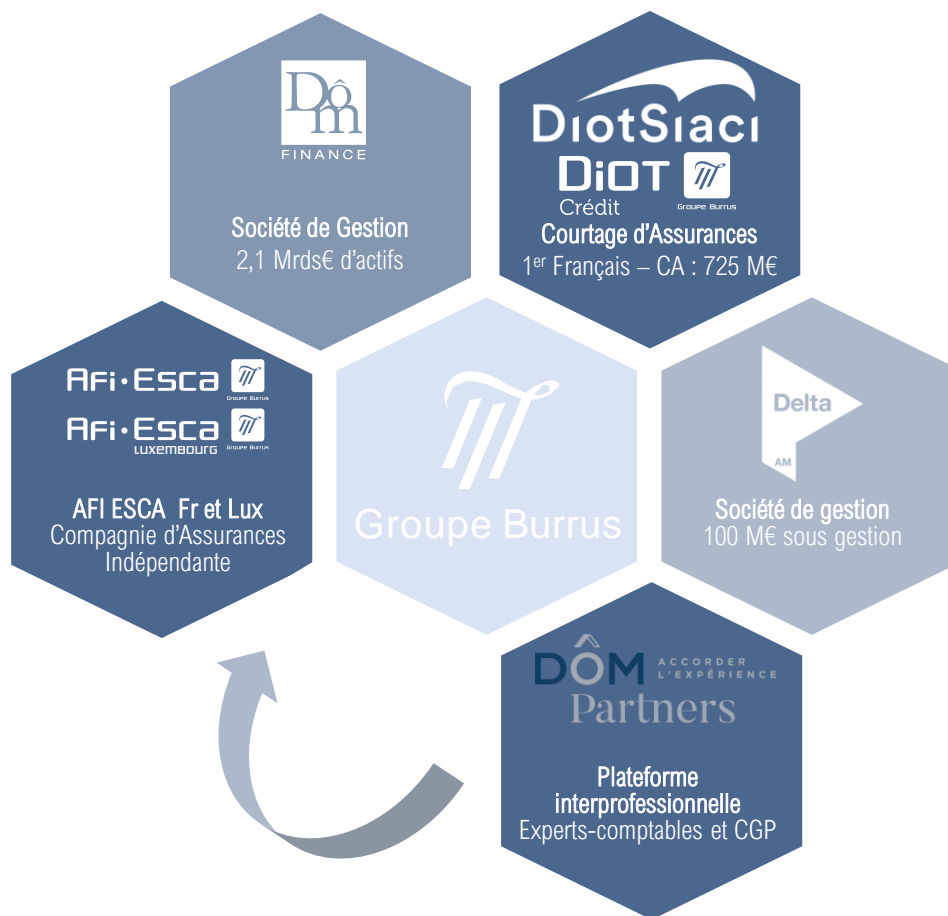 Dôm
FINANCE
Société de Gestion
2,1 Mrds€ d'actifs
DiotSiaci
DiOT
Crédit
Groupe Burrus
Courtage d'Assurances
1er Français – CA : 725 M€
Afi·Esca
Groupe Burrus
Afi·Esca
LUXEMBOURG
Groupe Burrus
AFI ESCA Fr et Lux
Compagnie d'Assurances
Indépendante
Groupe Burrus
Delta
AM
Société de gestion
100 M€ sous gestion
DÔM
ACCORDER
L'EXPÉRIENCE
Partners
Plateforme
interprofessionnelle
Experts-comptables et CGP